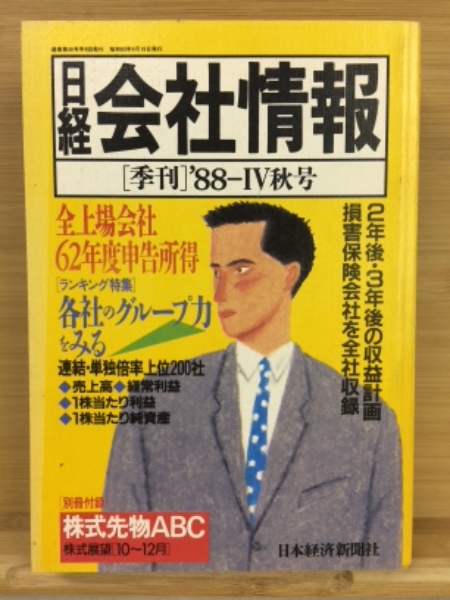 日経 会社情報
[季刊]'88-IV秋号
全上場会社
62年度申告所得
[ランキング特集]
各社のグループ力
をみる
連結・単独倍率上位200社
◆売上高◆経常利益
◆1株当たり利益
◆1株当たり純資産
2年後・3年後の収益計画
損害保険会社を全社収録
[別冊付録]
株式先物ABC
株式展望[10〜12月]
日本経済新聞社